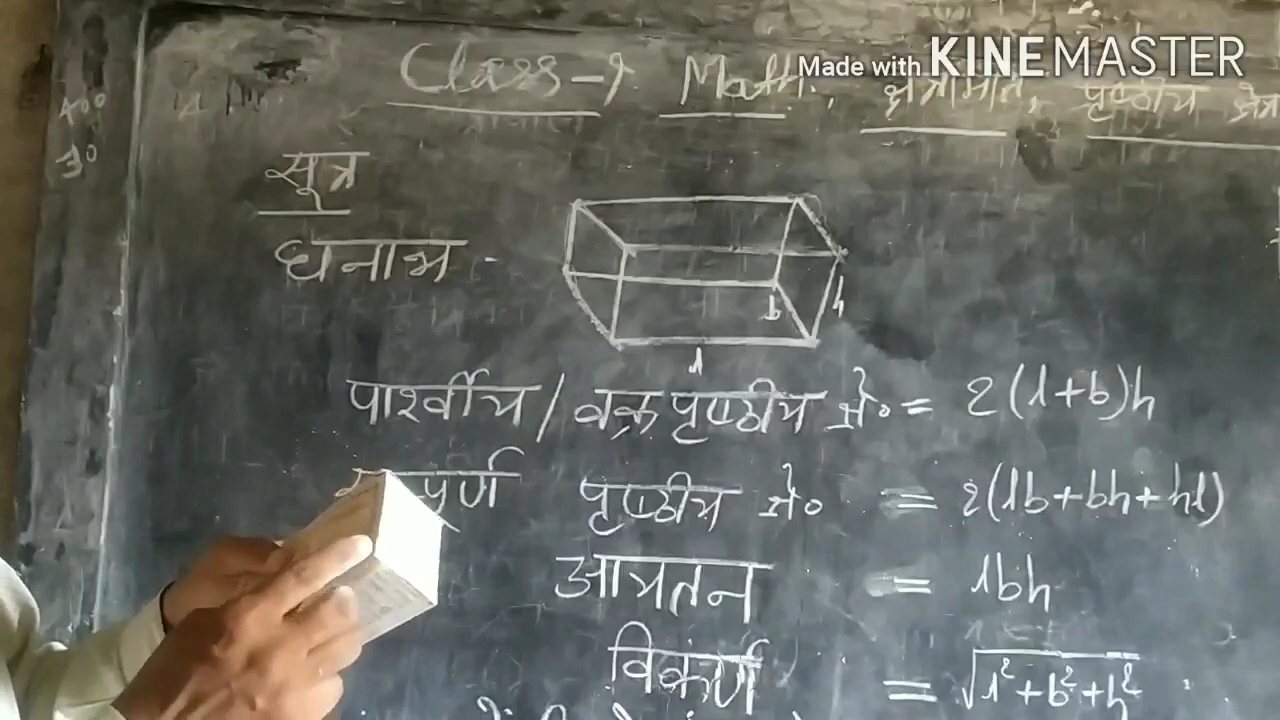 Made with KINEMASTER
Class-9 Math. , क्षेत्रमिति, पृष्ठीय क्षेत्र
सूत्र
घनाभ -
b h
l
पार्श्वीय/वक्र पृष्ठीय क्षे० = 2(l+b)h
पूर्ण पृष्ठीय क्षे० = 2(lb+bh+hl)
आयतन = lbh
विकर्ण = √l²+b²+h²